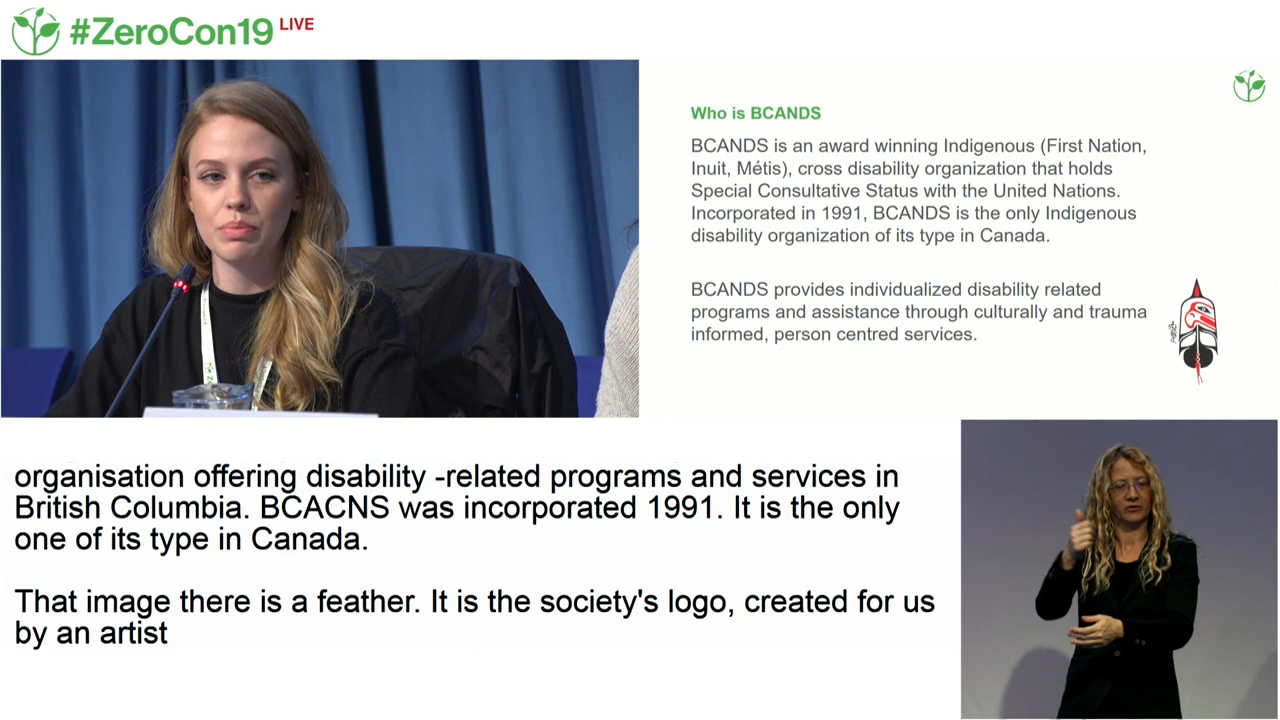 #ZeroCon19 LIVE
Who is BCANDS
BCANDS is an award winning Indigenous (First Nation,
Inuit, Métis), cross disability organization that holds
Special Consultative Status with the United Nations.
Incorporated in 1991, BCANDS is the only Indigenous
disability organization of its type in Canada.
BCANDS provides individualized disability related
programs and assistance through culturally and trauma
informed, person centred services.
organisation offering disability -related programs and services in
British Columbia. BCACNS was incorporated 1991. It is the only
one of its type in Canada.
That image there is a feather. It is the society's logo, created for us
by an artist